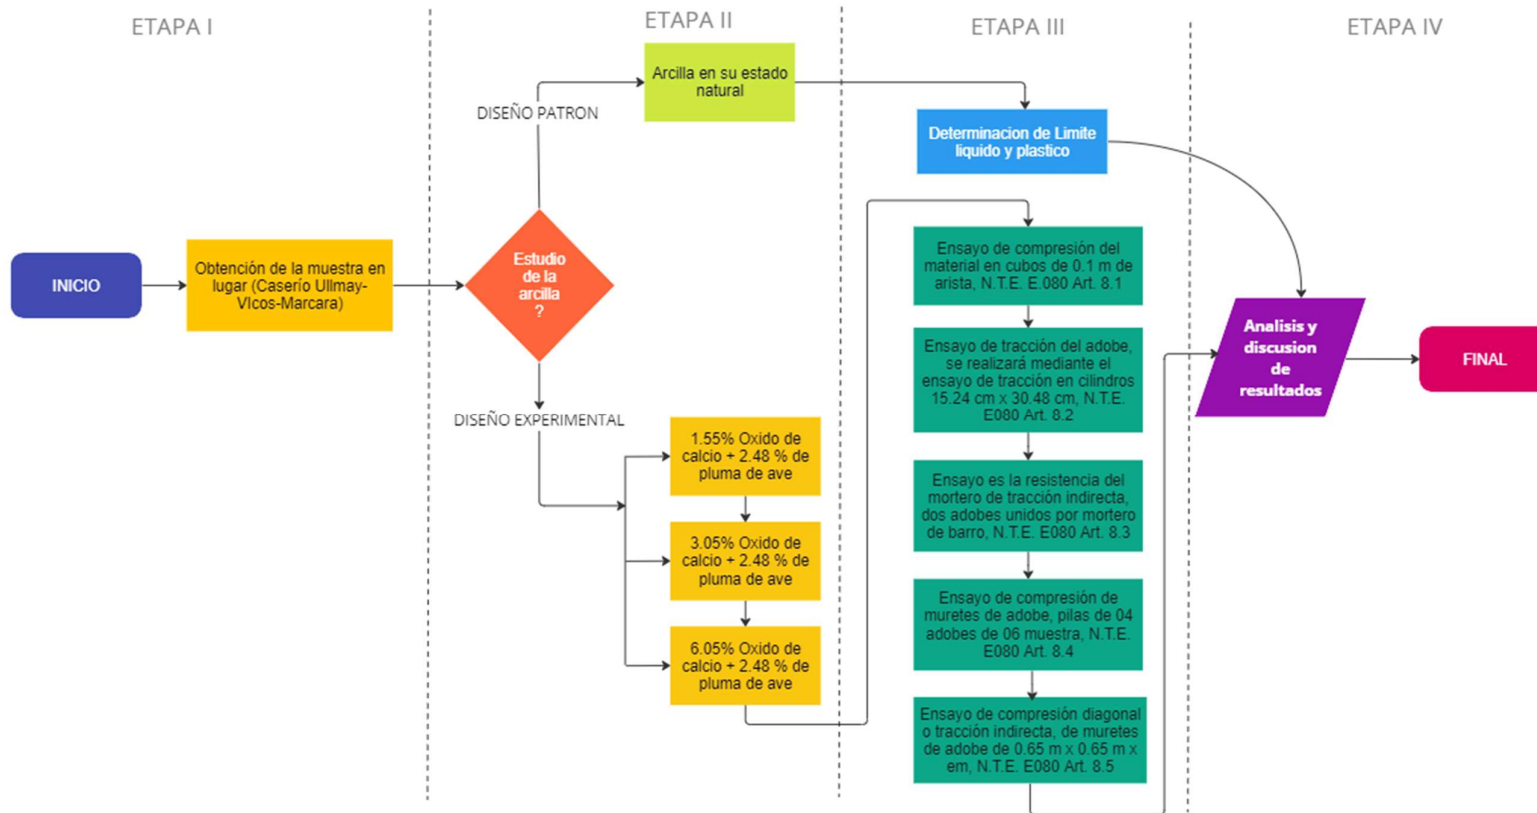 ETAPA I
ETAPA II
ETAPA III
ETAPA IV
INICIO
Obtención de la muestra en
lugar (Caserío Ullmay-
VIcos-Marcara)
Estudio
de la
arcilla
?
DISEÑO PATRON
Arcilla en su estado
natural
DISEÑO EXPERIMENTAL
1.55% Oxido de
calcio + 2.48 % de
pluma de ave
3.05% Oxido de
calcio + 2.48 % de
pluma de ave
6.05% Oxido de
calcio + 2.48 % de
pluma de ave
Determinacion de Limite
liquido y plastico
Ensayo de compresión del
material en cubos de 0.1 m de
arista, N.T.E. E.080 Art. 8.1
Ensayo de tracción del adobe,
se realizará mediante el
ensayo de tracción en cilindros
15.24 cm x 30.48 cm, N.T.E.
E080 Art. 8.2
Ensayo es la resistencia del
mortero de tracción indirecta,
dos adobes unidos por mortero
de barro, N.T.E. E080 Art. 8.3
Ensayo de compresión de
muretes de adobe, pilas de 04
adobes de 06 muestra, N.T.E.
E080 Art. 8.4
Ensayo de compresión diagonal
o tracción indirecta, de muretes
de adobe de 0.65 m x 0.65 m x
em, N.T.E. E080 Art. 8.5
Analisis y
discusion
de
resultados
FINAL